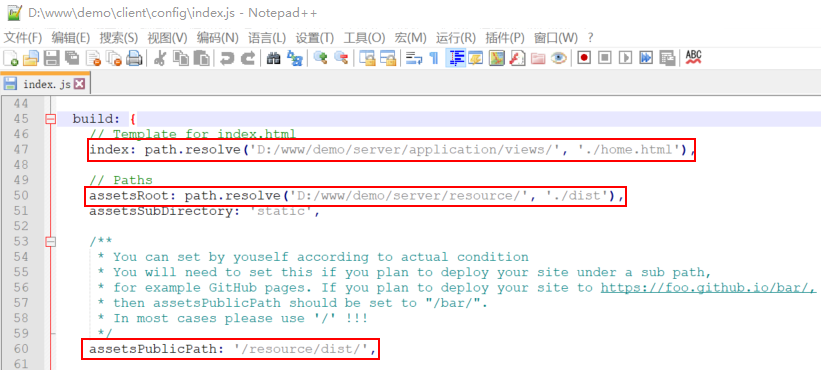 D:\www\demo\client\config\index.js - Notepad++
文件(F) 编辑(E) 搜索(S) 视图(V) 编码(N) 语言(L) 设置(T) 工具(O) 宏(M) 运行(R) 插件(P) 窗口(W) ?
index.js
44
45 build: {
46 // Template for index.html
47 index: path.resolve('D:/www/demo/server/application/views/', './home.html'),
48
49 // Paths
50 assetsRoot: path.resolve('D:/www/demo/server/resource/', './dist'),
51 assetsSubDirectory: 'static',
52
53 /**
54 * You can set by youself according to actual condition
55 * You will need to set this if you plan to deploy your site under a sub path,
56 * for example GitHub pages. If you plan to deploy your site to https://foo.github.io/bar/,
57 * then assetsPublicPath should be set to "/bar/".
58 * In most cases please use '/' !!!
59 */
60 assetsPublicPath: '/resource/dist/',
61